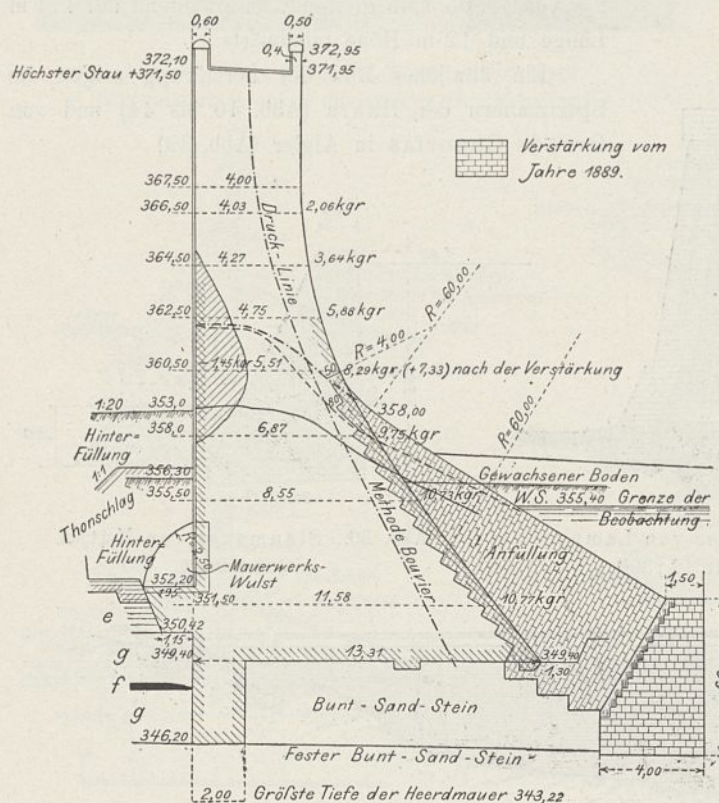 0,60
0,50
372,10
0,4
372,95
371,95
Höchster Stau +371,50
Verstärkung vom
Jahre 1889.
367,50
4,00
366,50
4,03
2,06 kgr
Druck-Linie
364,50
4,27
3,64 kgr
R=60,00
362,50
4,75
5,88 kgr
R=4,00
360,50
1,45 kgr
5,51
8,29 kgr (+7,33) nach der Verstärkung
1:20
353,0
358,00
R=60,00
Hinter=
Füllung
358,0
6,87
9,75 kgr
1:1
356,30
Gewachsener Boden
355,50
8,55
10,73 kgr
W.S. 355,40 Grenze der
Beobachtung.
Thonschlag
Methode Bouvier
Hinter=
Füllung
Anfüllung
Mauerwerks-
Wulst
352,20
1,50
351,50
11,58
10,77 kgr
e
350,42
1,15
349,40
g
13,31
349,40
1,30
f
Bunt-Sand-Stein
g
346,20
Fester Bunt-Sand-Stein
4,00
2,00
Größte Tiefe der Heerdmauer 343,22